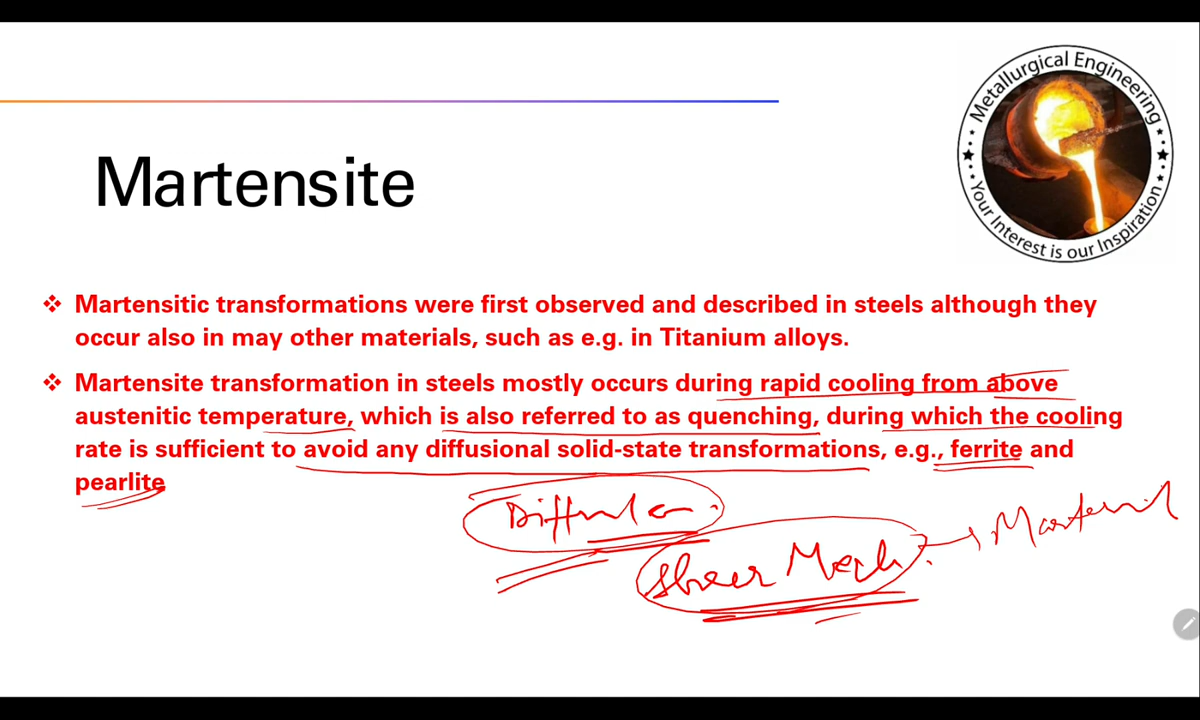 Metallurgical Engineering
Your Interest is our Inspiration
Martensite
❖ Martensitic transformations were first observed and described in steels although they
occur also in may other materials, such as e.g. in Titanium alloys.
❖ Martensite transformation in steels mostly occurs during rapid cooling from above
austenitic temperature, which is also referred to as quenching, during which the cooling
rate is sufficient to avoid any diffusional solid-state transformations, e.g., ferrite and
pearlite